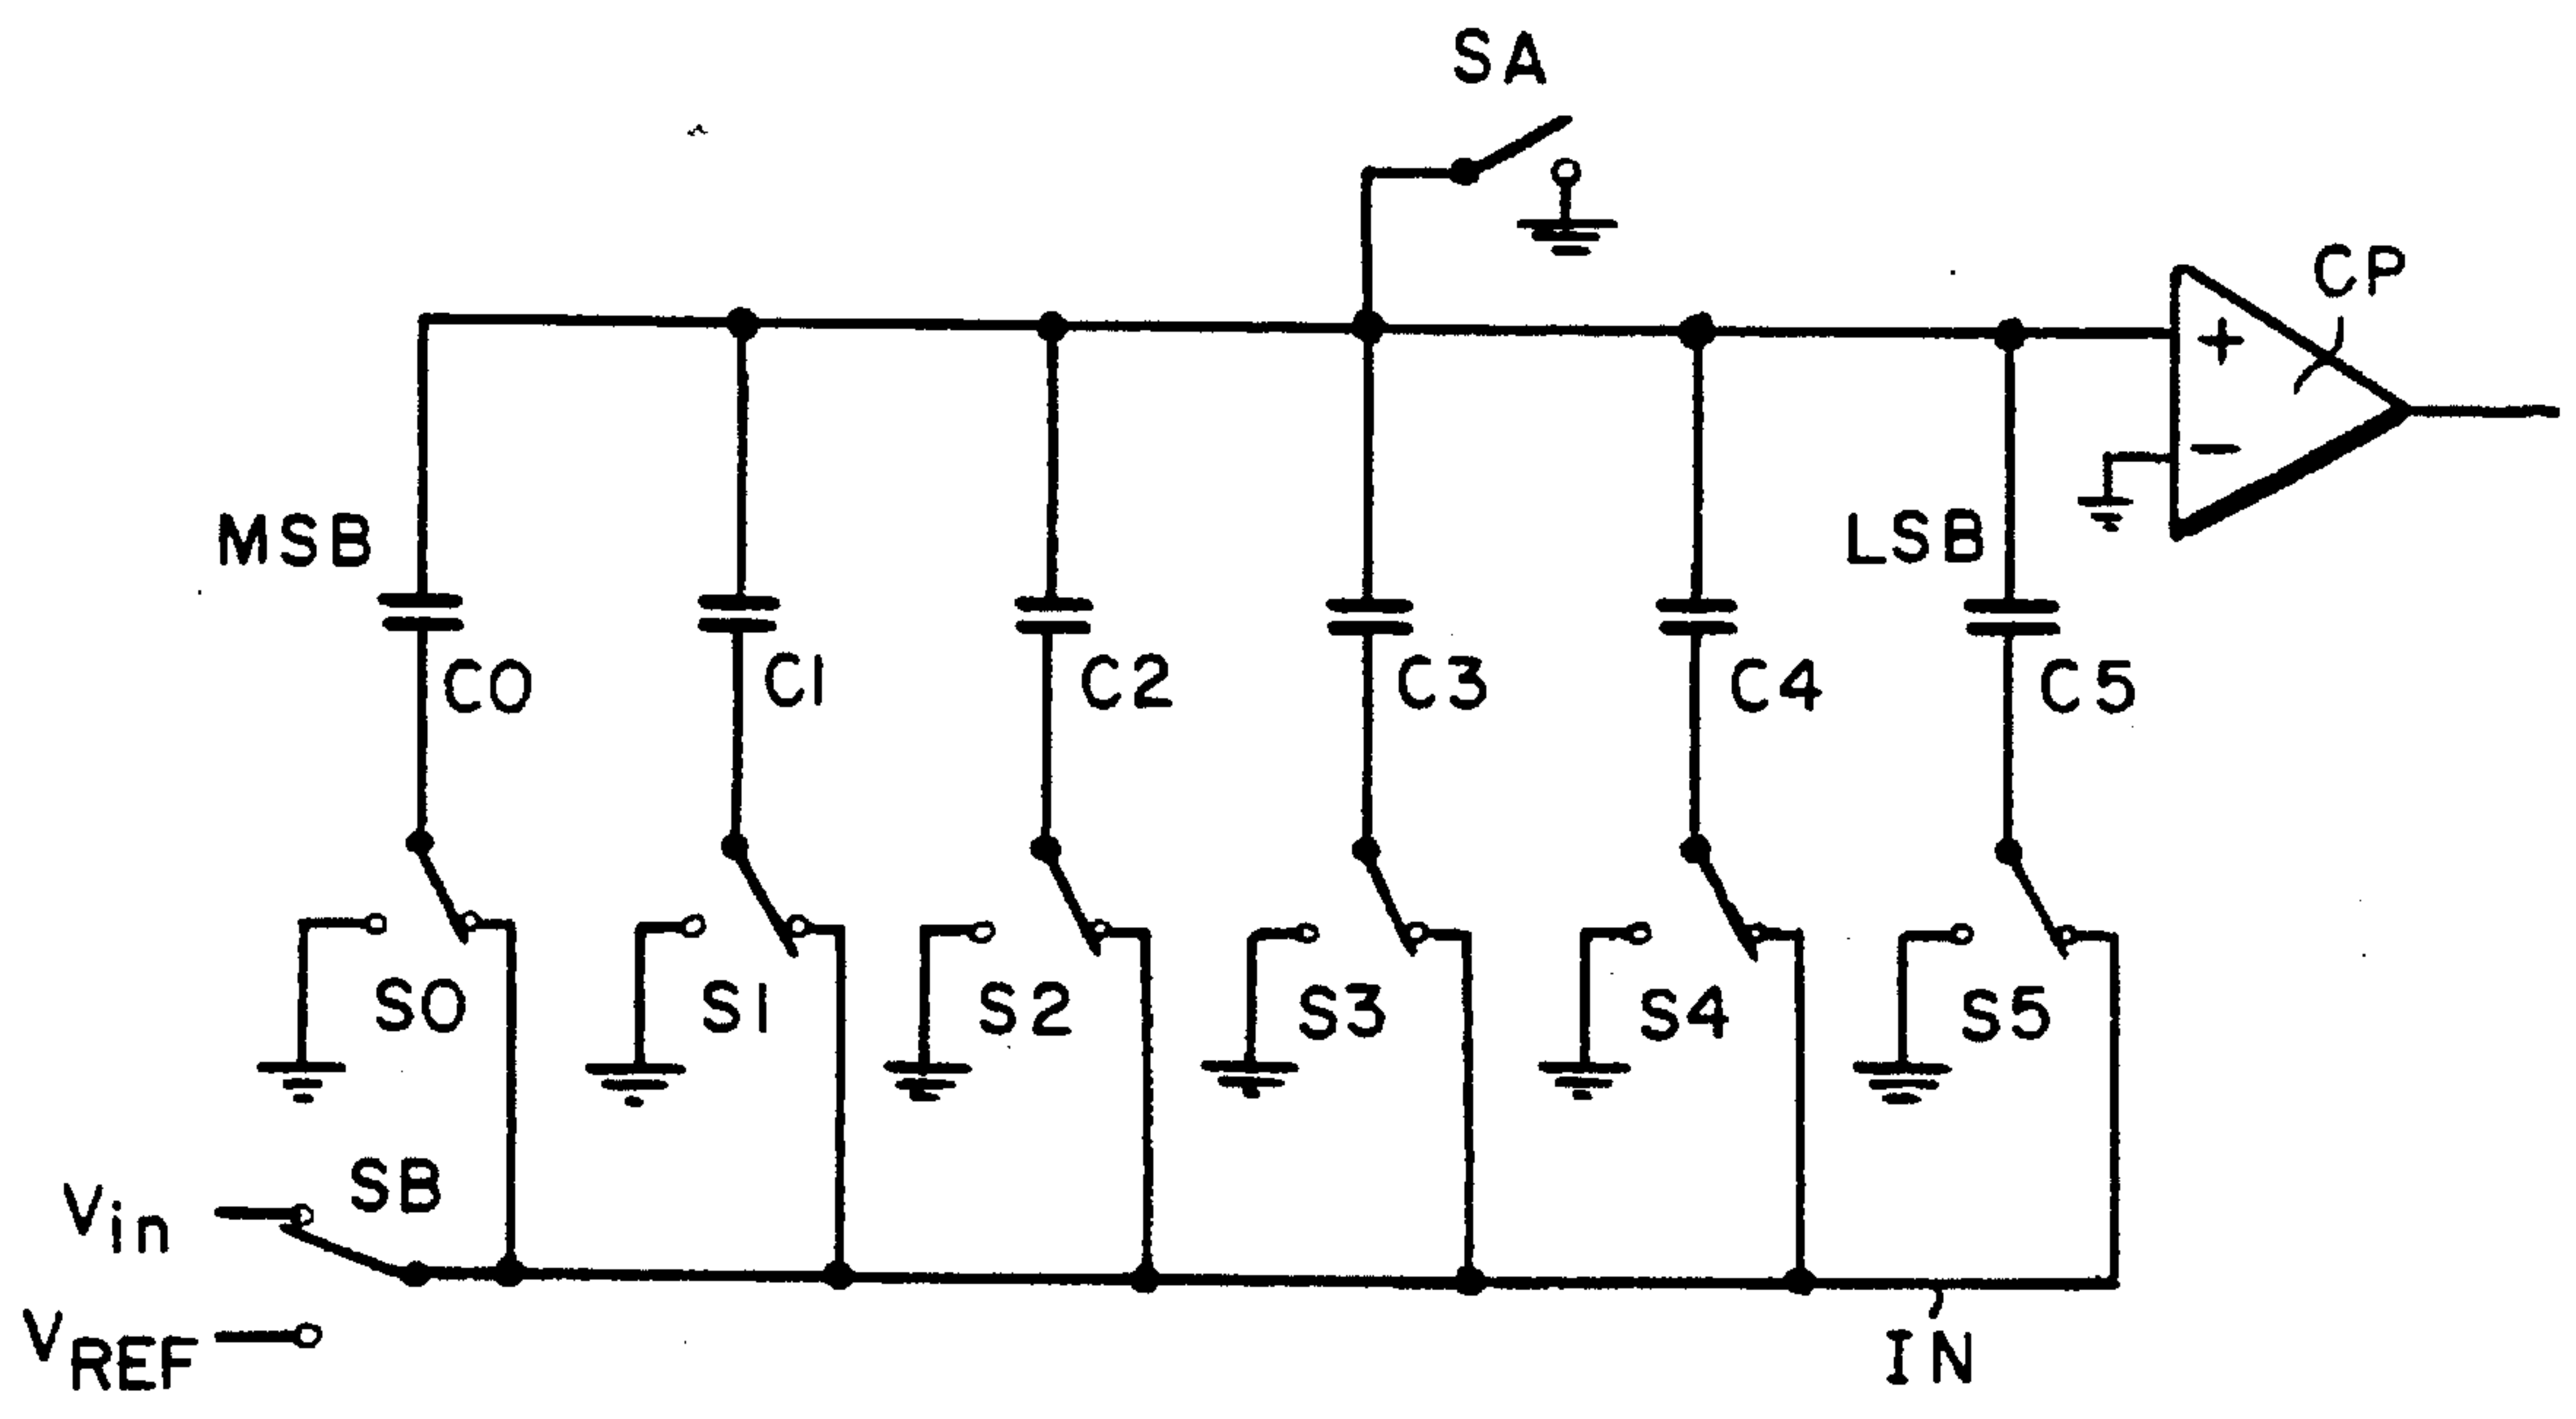 SA
CP
+
−
MSB
LSB
C0
C1
C2
C3
C4
C5
S0
S1
S2
S3
S4
S5
SB
Vin
VREF
IN